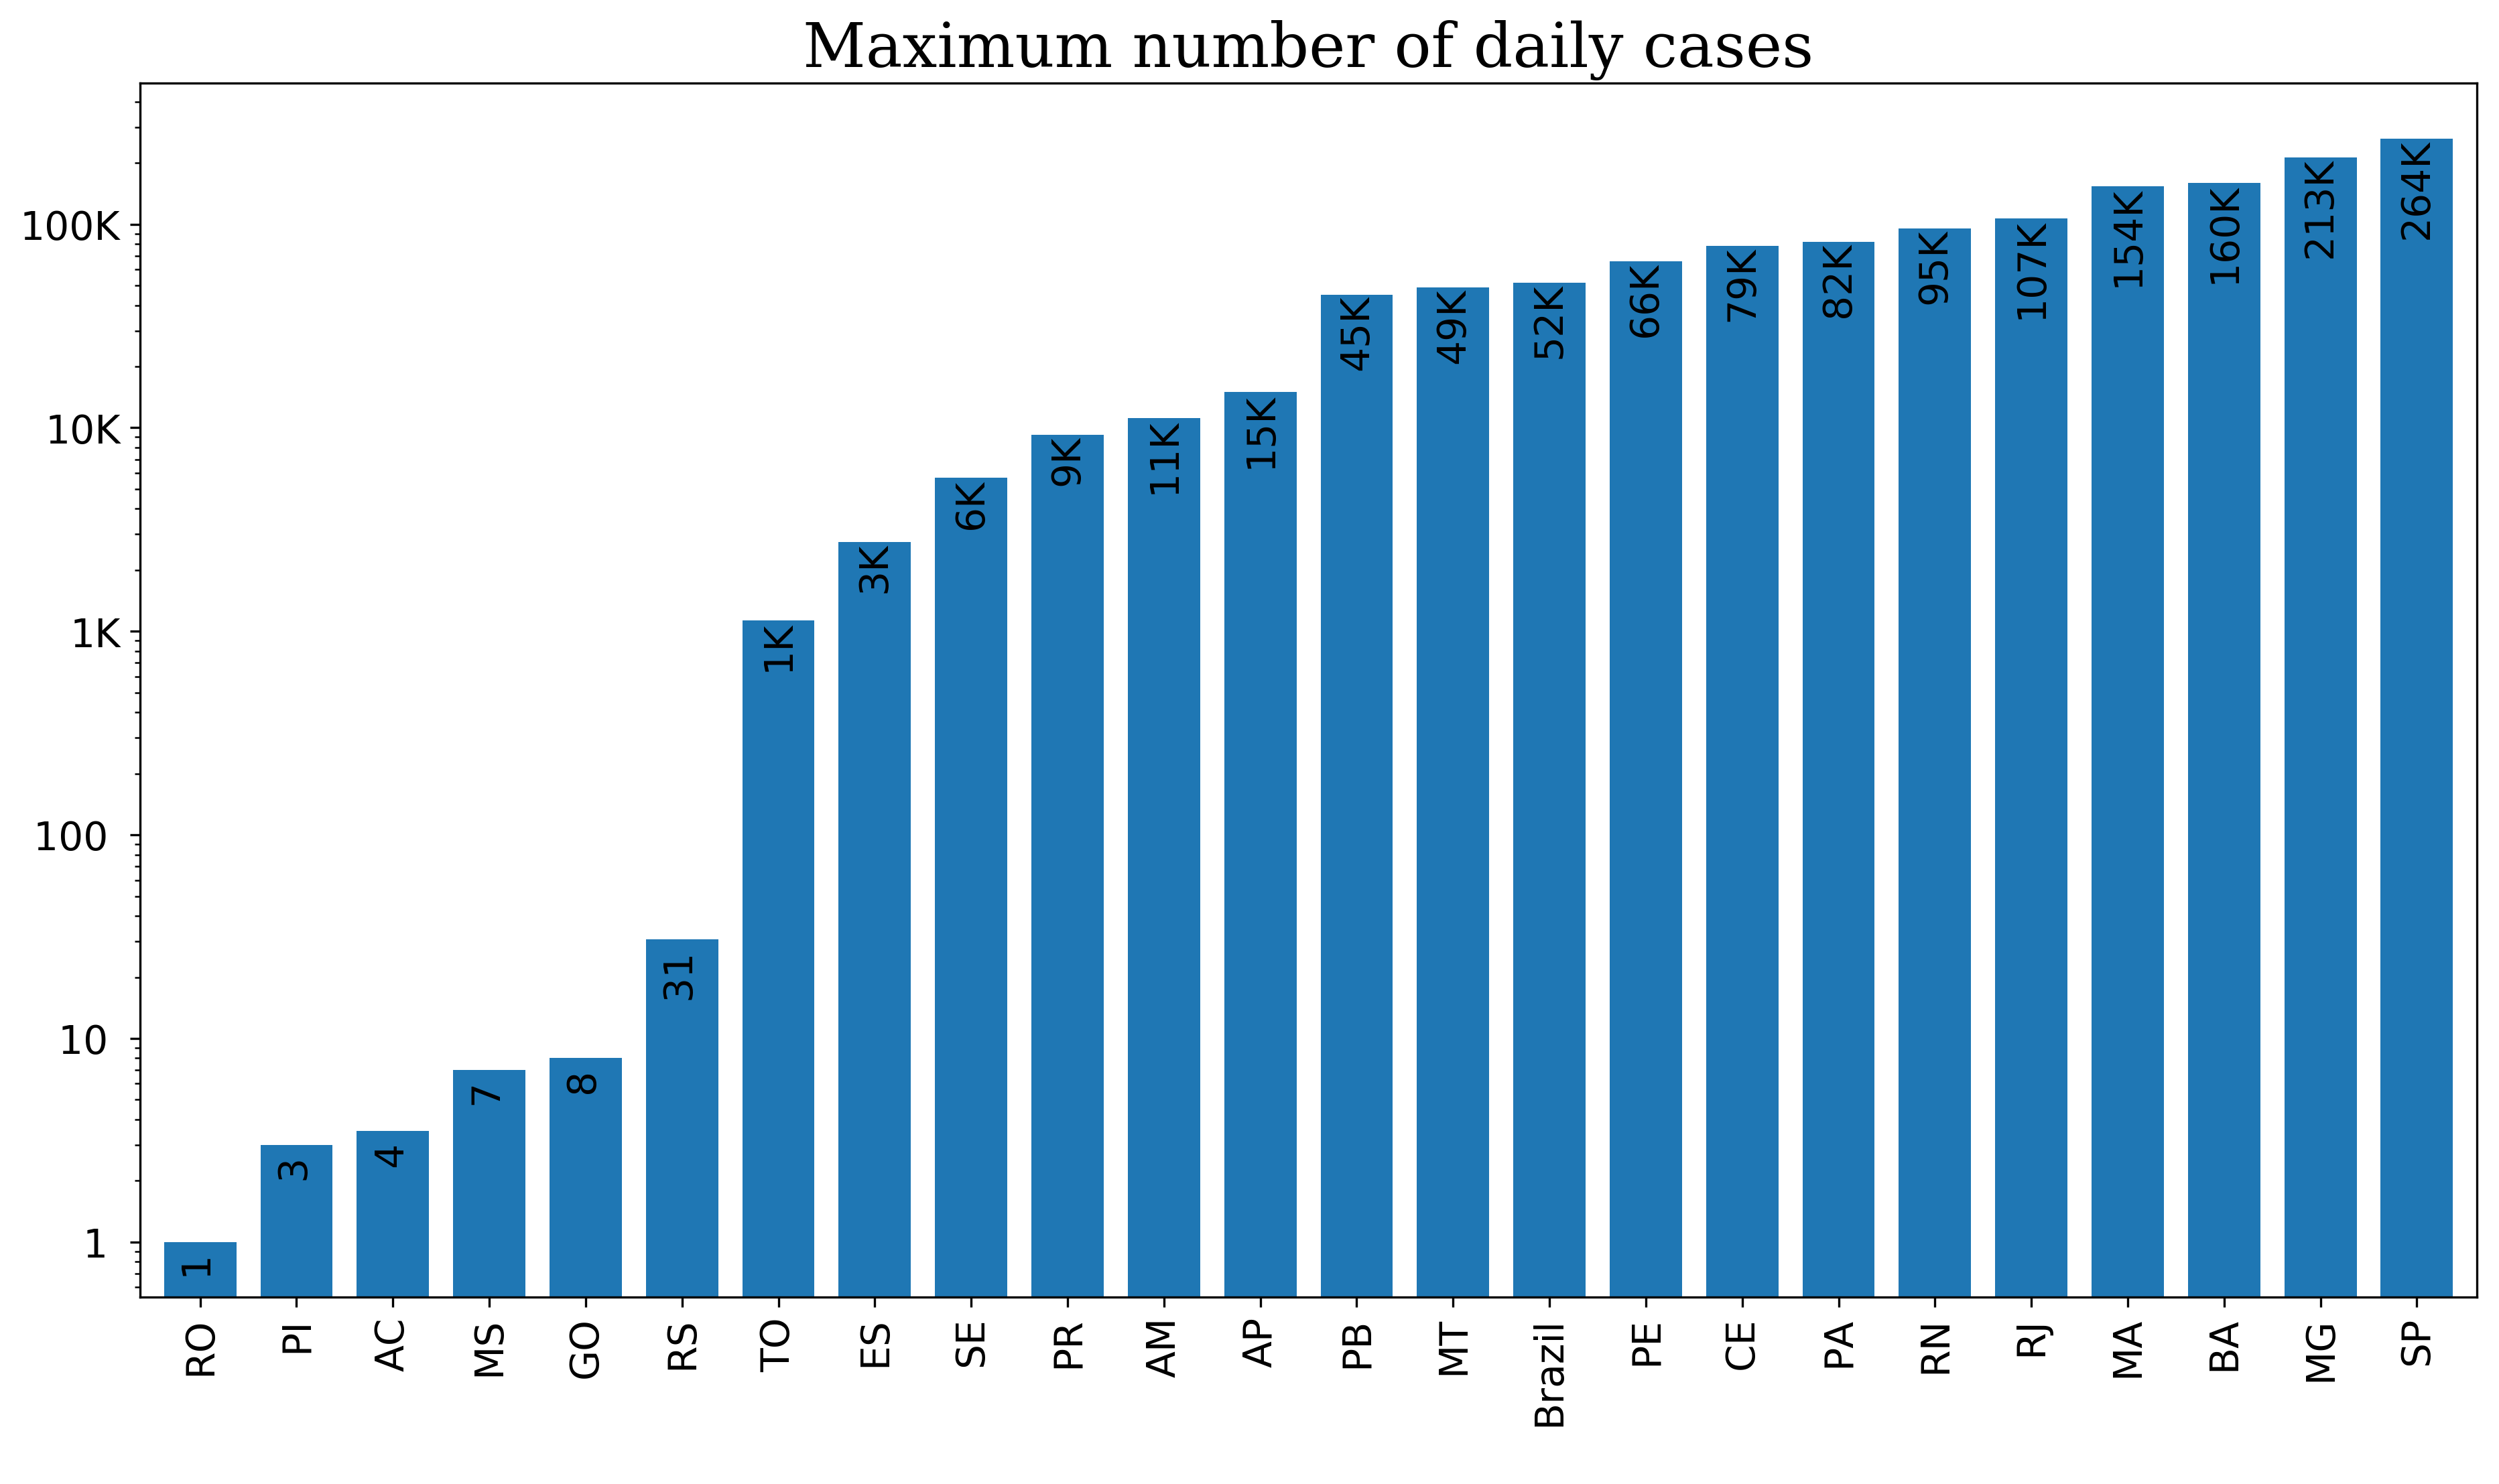 Maximum number of daily cases
100K
10K
1K
100
10
1
1
3
4
7
8
31
1K
3K
6K
9K
11K
15K
45K
49K
52K
66K
79K
82K
95K
107K
154K
160K
213K
264K
RO
PI
AC
MS
GO
RS
TO
ES
SE
PR
AM
AP
PB
MT
Brazil
PE
CE
PA
RN
RJ
MA
BA
MG
SP